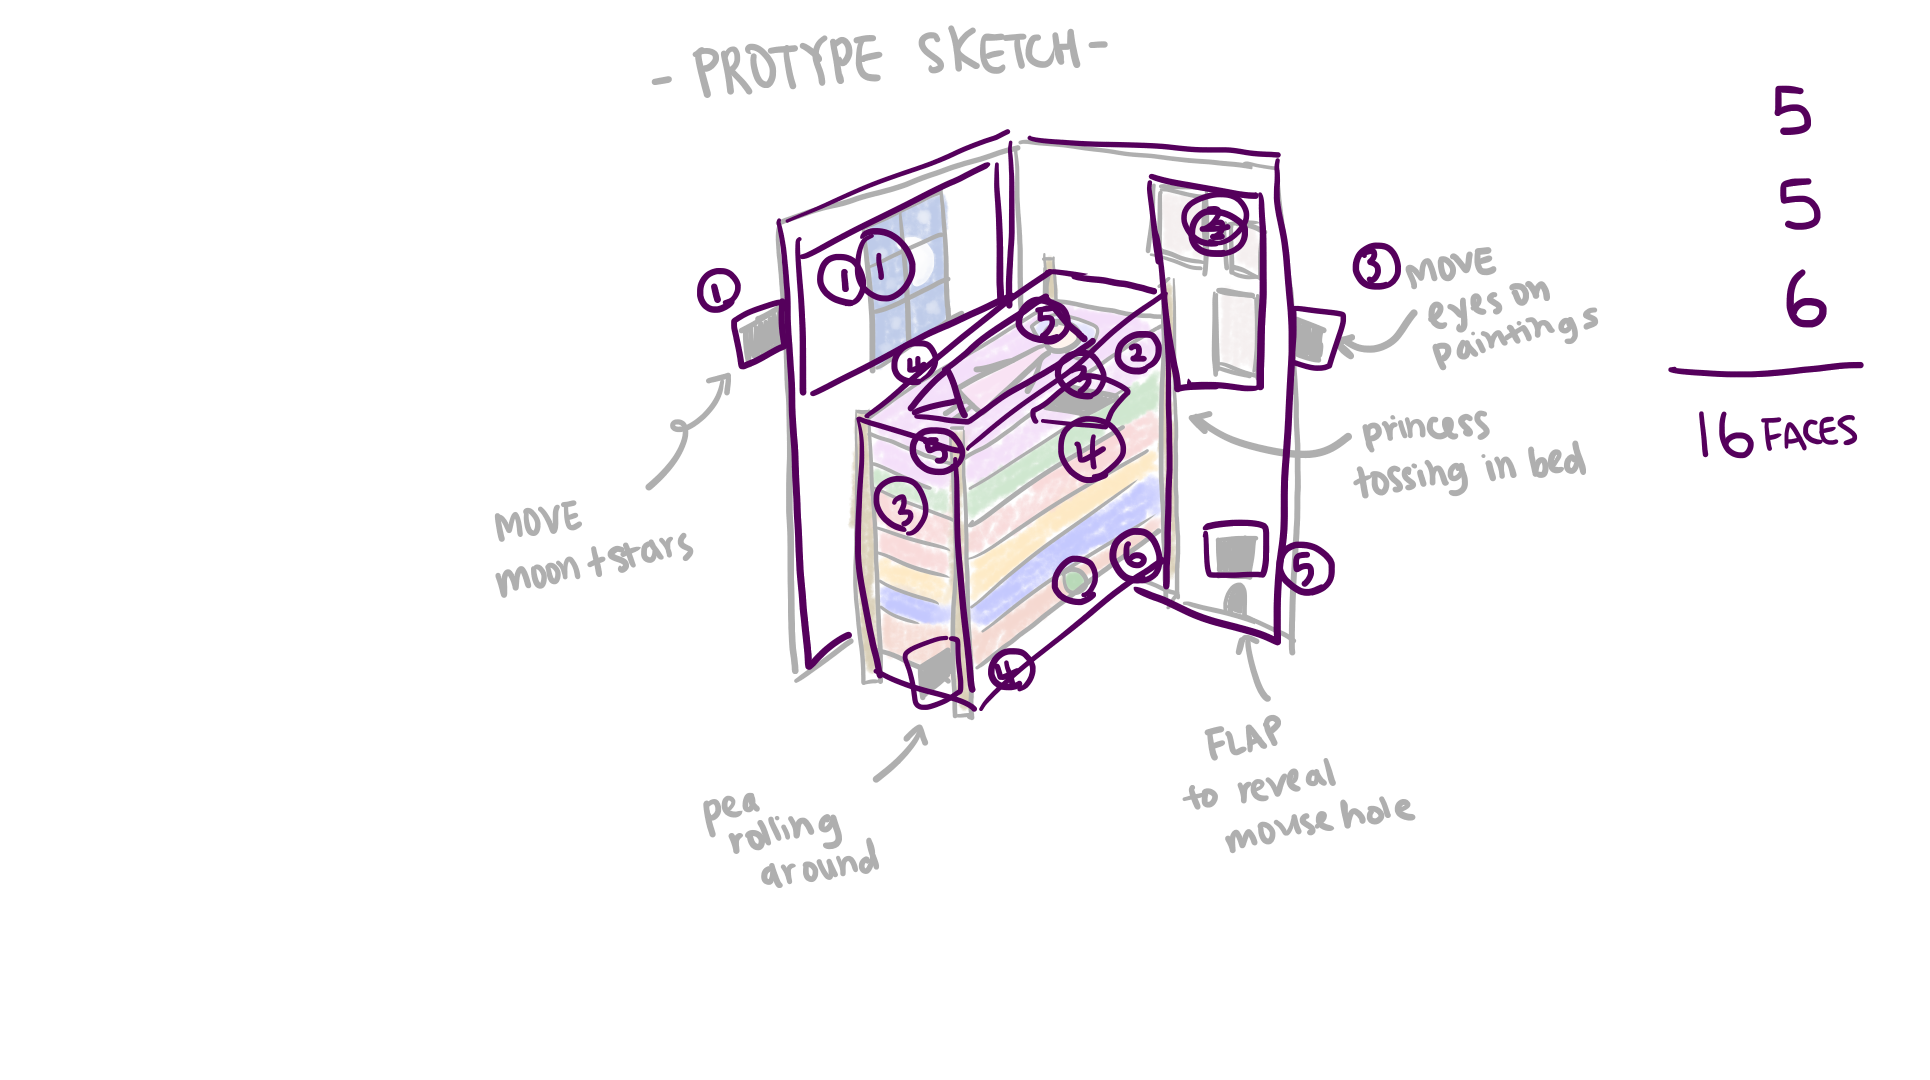 - PROTYPE SKETCH -
5
5
6
16 FACES
1
1
1
2
3
MOVE
eyes on
paintings
5
4
2
3
5
4
3
princess
tossing in bed
6
5
4
MOVE
moon + stars
FLAP
to reveal
mouse hole
pea
rolling
around